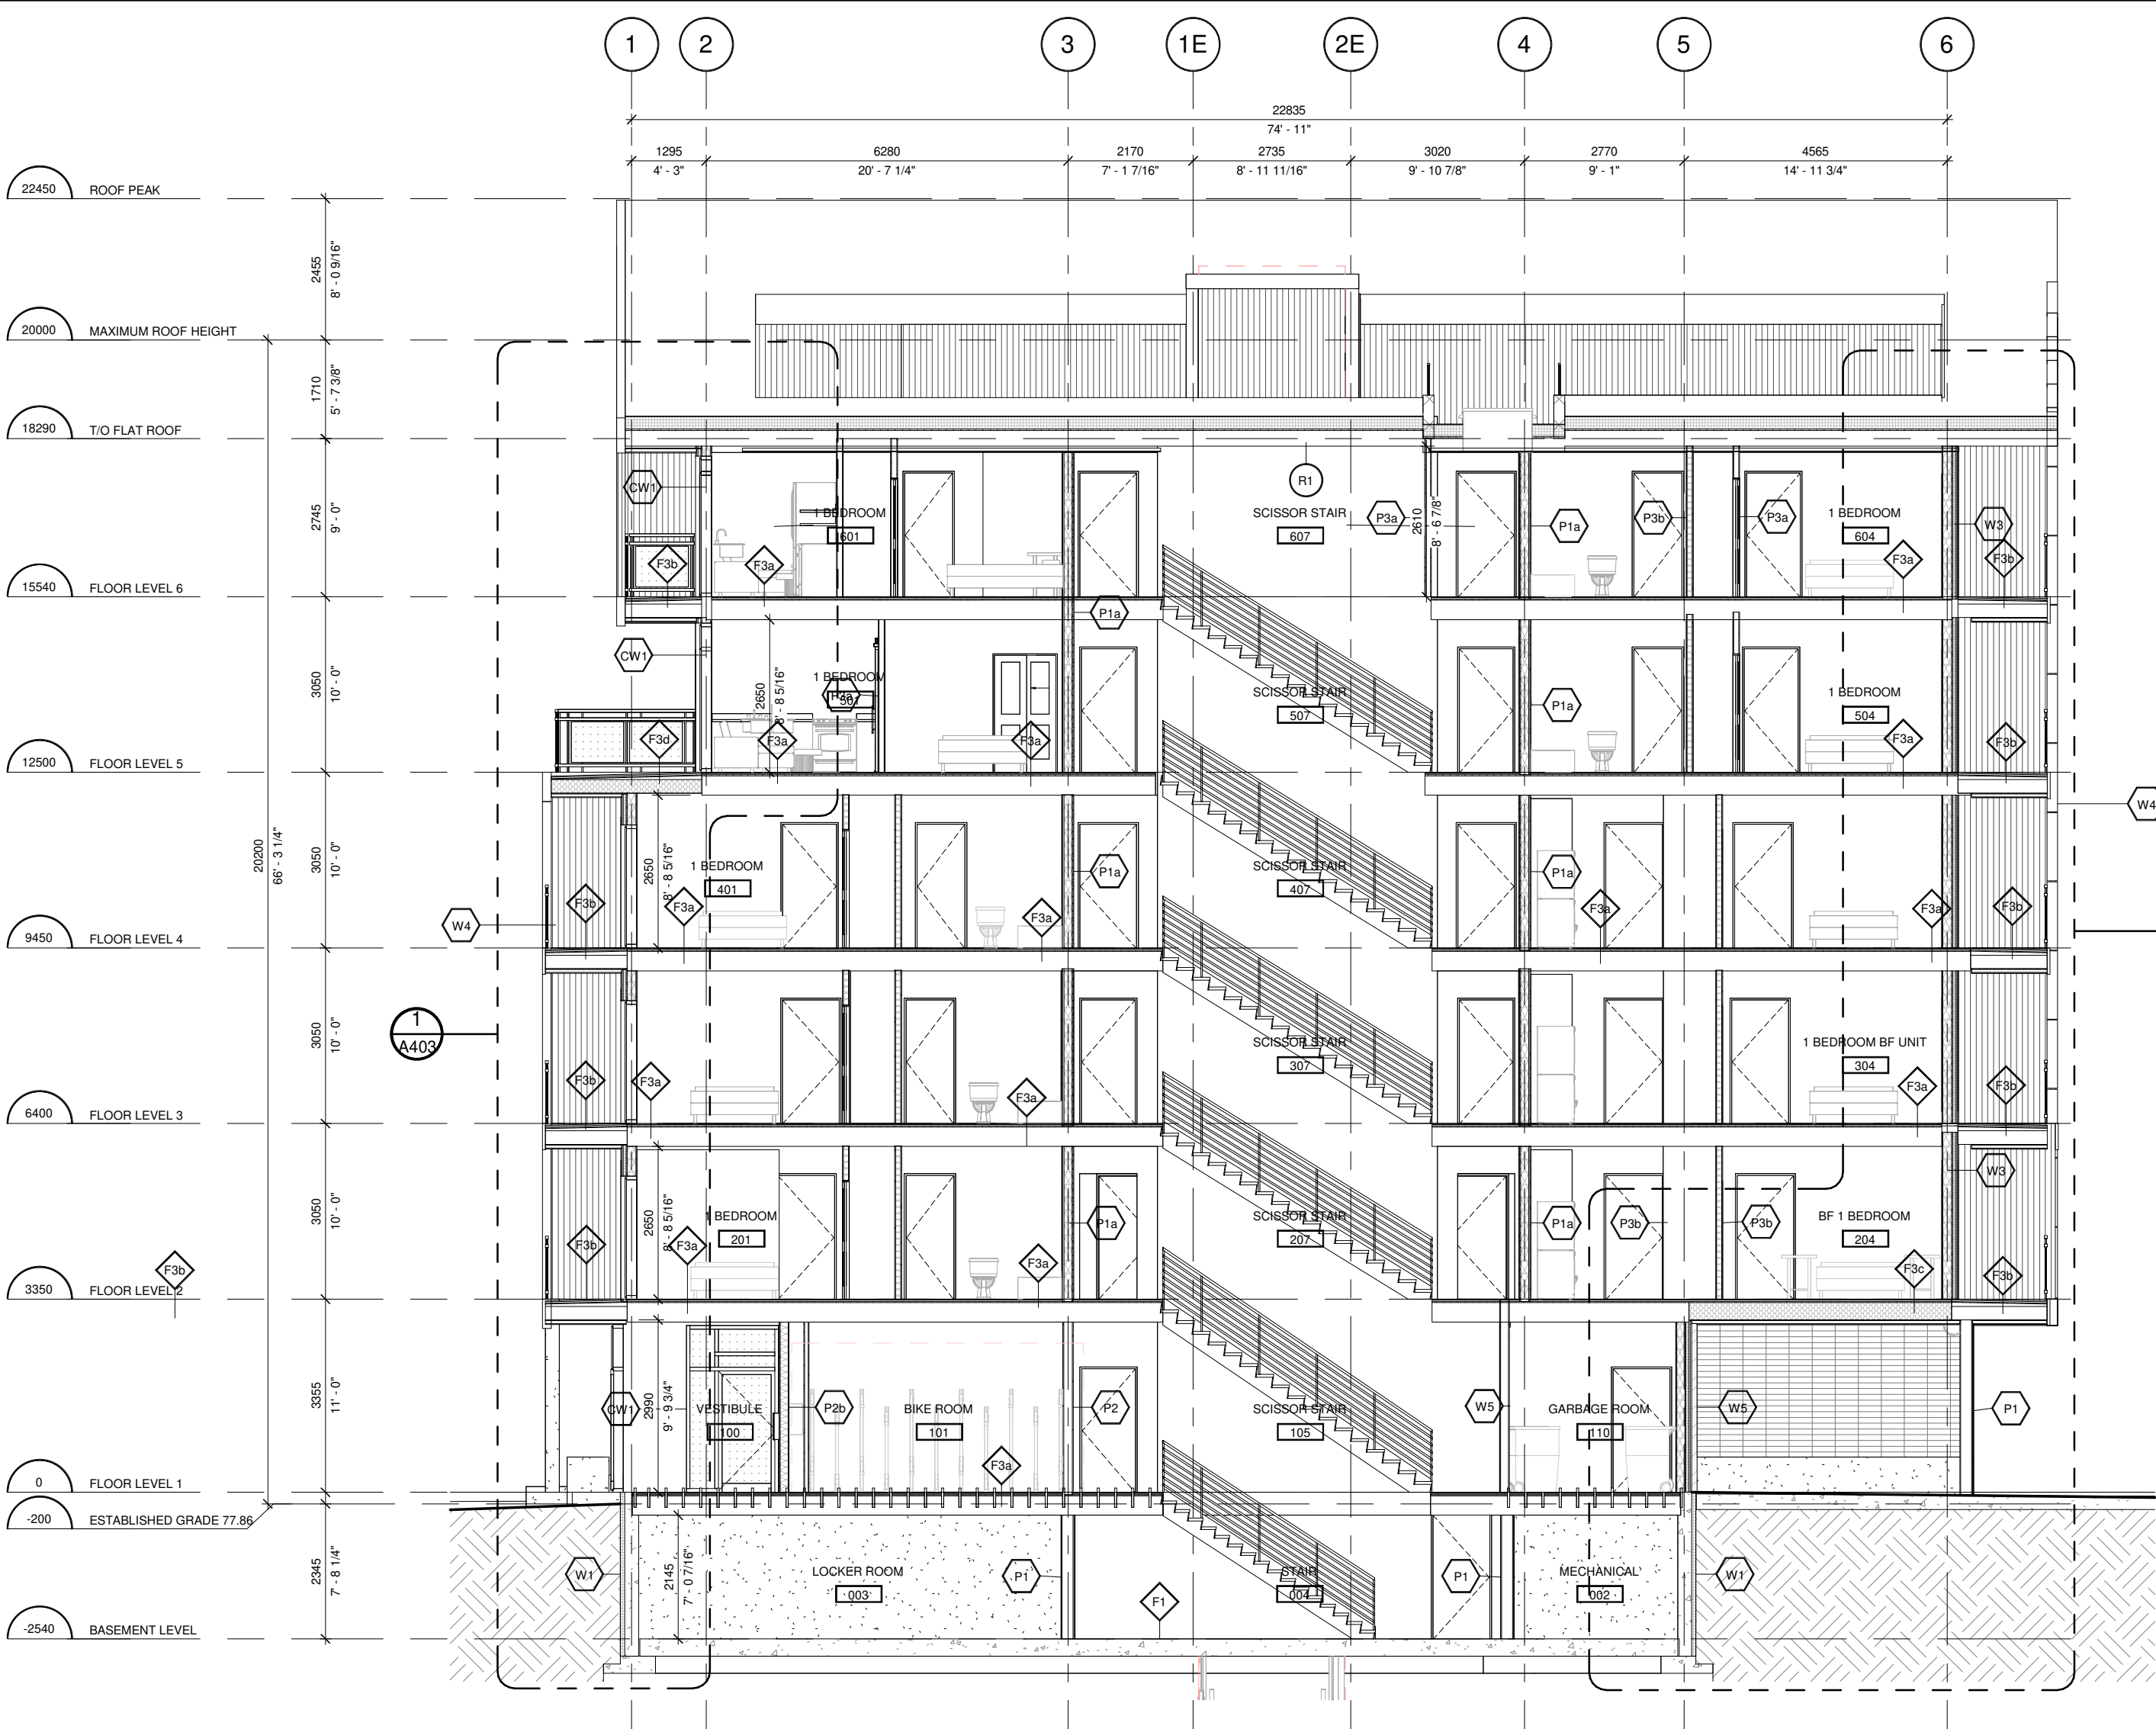 1 2 3 1E 2E 4 5 6
22835
74' - 11"
1295 6280 2170 2735 3020 2770 4565
4' - 3" 20' - 7 1/4" 7' - 1 7/16" 8' - 11 11/16" 9' - 10 7/8" 9' - 1" 14' - 11 3/4"
22450 ROOF PEAK
2455
8' - 0 9/16"
20000 MAXIMUM ROOF HEIGHT
1710
5' - 7 3/8"
18290 T/O FLAT ROOF
2745
9' - 0"
CW1
R1
2610
8' - 6 7/8"
1 BEDROOM SCISSOR STAIR P3a P1a P3b P3a 1 BEDROOM W3
601 607 604
F3b F3a F3a F3b
15540 FLOOR LEVEL 6
P1a
3050
10' - 0"
CW1
2650
8' - 8 5/16"
1 BEDROOM SCISSOR STAIR P1a 1 BEDROOM
P3a
501 507 504
F3d F3a F3a F3a F3b
12500 FLOOR LEVEL 5
W4
20200
66' - 3 1/4"
3050
10' - 0"
2650
8' - 8 5/16"
1 BEDROOM P1a SCISSOR STAIR P1a
401 407
F3b F3a F3a F3a F3a F3b
W4
9450 FLOOR LEVEL 4
3050
10' - 0"
1
A403
SCISSOR STAIR 1 BEDROOM BF UNIT
307 304
F3b F3a F3a F3a F3b
6400 FLOOR LEVEL 3
W3
3050
10' - 0"
2650
8' - 8 5/16"
1 BEDROOM P1a SCISSOR STAIR P1a P3b P3b BF 1 BEDROOM
201 207 204
F3b F3a F3a F3c F3b
F3b
3350 FLOOR LEVEL 2
3355
11' - 0"
2990
9' - 9 3/4"
CW1 VESTIBULE P2b BIKE ROOM P2 SCISSOR STAIR W5 GARBAGE ROOM W5 P1
100 101 105 110
F3a
0 FLOOR LEVEL 1
-200 ESTABLISHED GRADE 77.86
2345
7' - 8 1/4"
2145
7' - 0 7/16"
W1 LOCKER ROOM P1 STAIR P1 MECHANICAL W1
003 F1 004 002
-2540 BASEMENT LEVEL